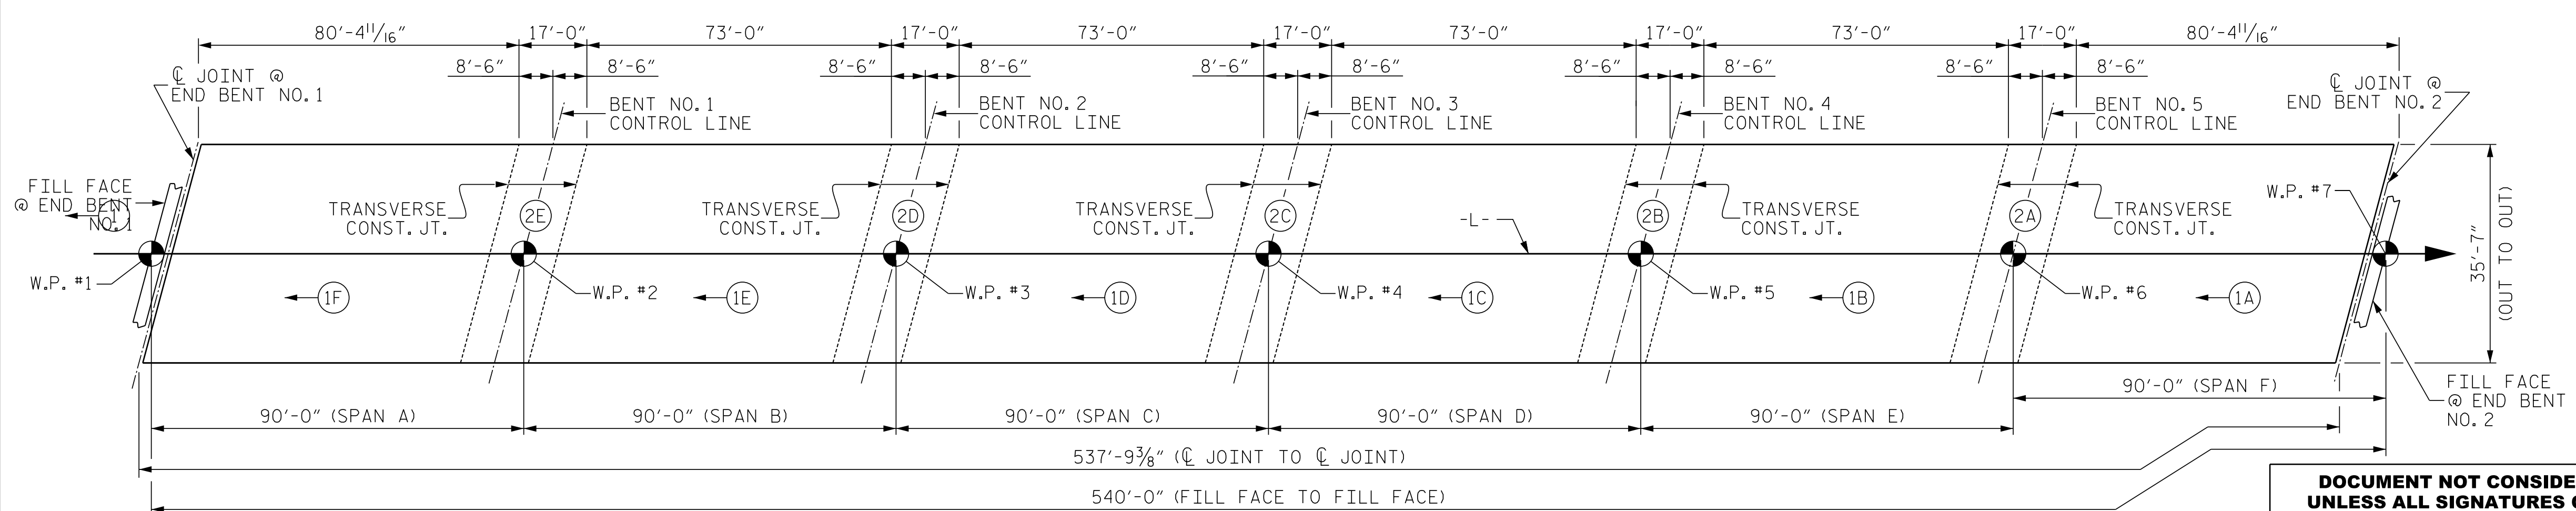 80'-4 11/16" 17'-0" 73'-0" 17'-0" 73'-0" 17'-0" 73'-0" 17'-0" 73'-0" 17'-0" 80'-4 11/16"
8'-6" 8'-6" 8'-6" 8'-6" 8'-6" 8'-6" 8'-6" 8'-6" 8'-6" 8'-6"
℄ JOINT @
END BENT NO. 1
BENT NO. 1
CONTROL LINE
BENT NO. 2
CONTROL LINE
BENT NO. 3
CONTROL LINE
BENT NO. 4
CONTROL LINE
BENT NO. 5
CONTROL LINE
℄ JOINT @
END BENT NO. 2
FILL FACE
@ END BENT
NO. 1
1
TRANSVERSE
CONST. JT.
2E
TRANSVERSE
CONST. JT.
2D
TRANSVERSE
CONST. JT.
2C
-L-
2B
TRANSVERSE
CONST. JT.
2A
TRANSVERSE
CONST. JT.
W.P. #7
35'-7"
(OUT TO OUT)
W.P. #1
1F
W.P. #2
1E
W.P. #3
1D
W.P. #4
1C
W.P. #5
1B
W.P. #6
1A
90'-0" (SPAN A) 90'-0" (SPAN B) 90'-0" (SPAN C) 90'-0" (SPAN D) 90'-0" (SPAN E) 90'-0" (SPAN F)
FILL FACE
@ END BENT
NO. 2
537'-9 3/8" (℄ JOINT TO ℄ JOINT)
540'-0" (FILL FACE TO FILL FACE)
DOCUMENT NOT CONSIDE
UNLESS ALL SIGNATURES